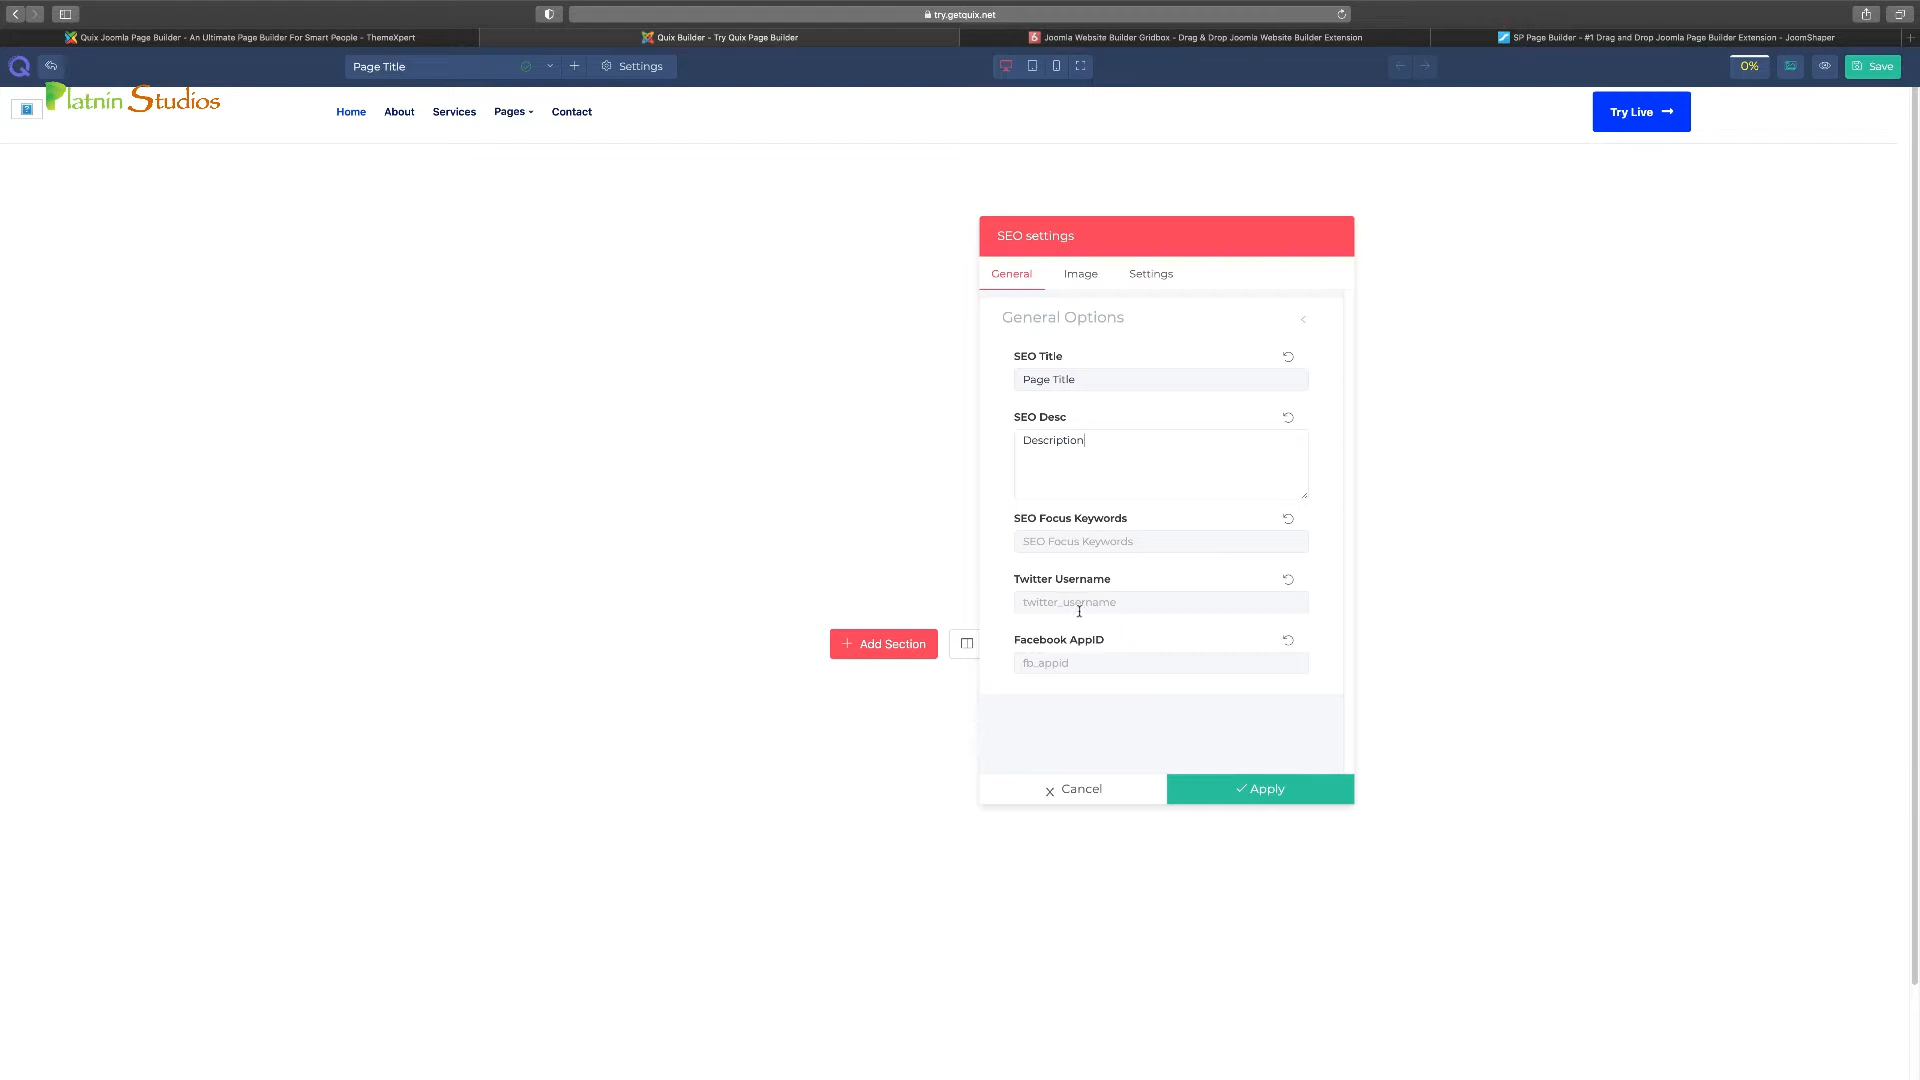 try.getquix.net
Quix Joomla Page Builder - An Ultimate Page Builder For Smart People - ThemeXpert
Quix Builder - Try Quix Page Builder
Joomla Website Builder Gridbox - Drag & Drop Joomla Website Builder Extension
SP Page Builder - #1 Drag and Drop Joomla Page Builder Extension - JoomShaper
Page Title
Settings
0%
Save
Platnin Studios
Home
About
Services
Pages
Contact
Try Live
SEO settings
General
Image
Settings
General Options
SEO Title
Page Title
SEO Desc
Description
SEO Focus Keywords
SEO Focus Keywords
Twitter Username
twitter_username
Add Section
Facebook AppID
fb_appid
Cancel
Apply